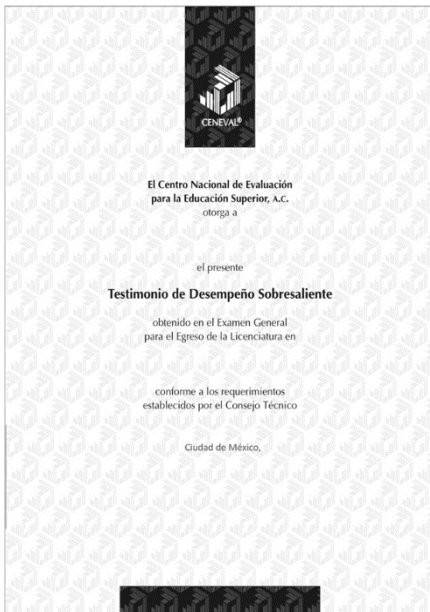 CENEVAL®
El Centro Nacional de Evaluación
para la Educación Superior, A.C.
otorga a
el presente
Testimonio de Desempeño Sobresaliente
obtenido en el Examen General
para el Egreso de la Licenciatura en
conforme a los requerimientos
establecidos por el Consejo Técnico
Ciudad de México,